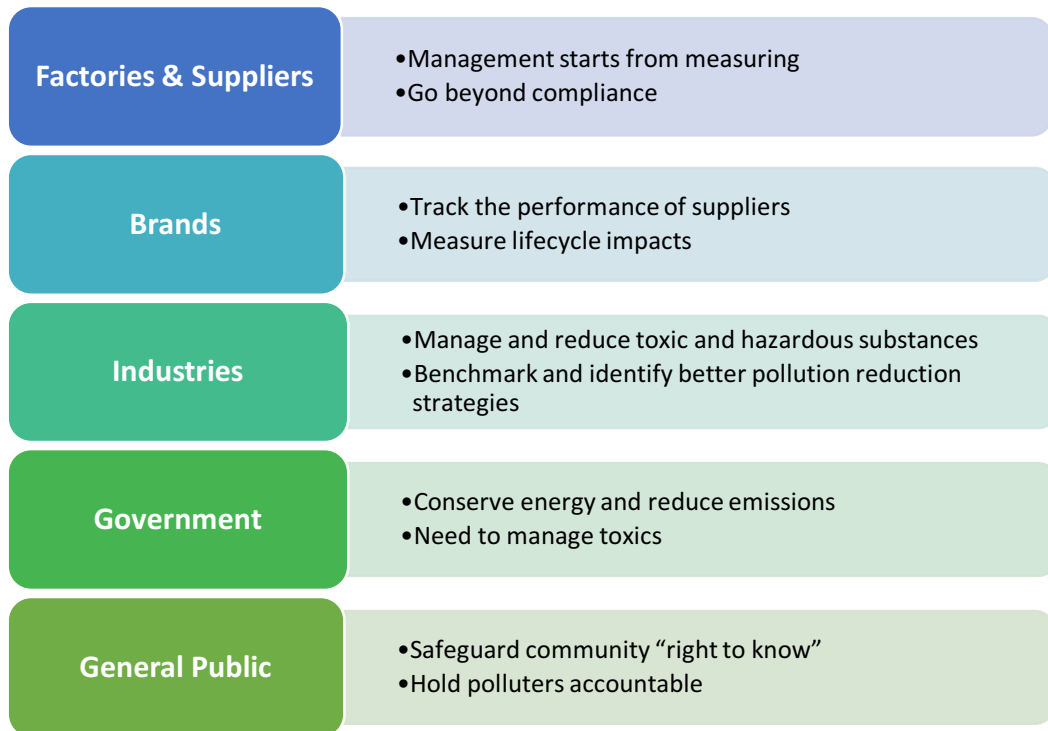 Factories & Suppliers
•Management starts from measuring
•Go beyond compliance
Brands
•Track the performance of suppliers
•Measure lifecycle impacts
Industries
•Manage and reduce toxic and hazardous substances
•Benchmark and identify better pollution reduction
strategies
Government
•Conserve energy and reduce emissions
•Need to manage toxics
General Public
•Safeguard community “right to know”
•Hold polluters accountable